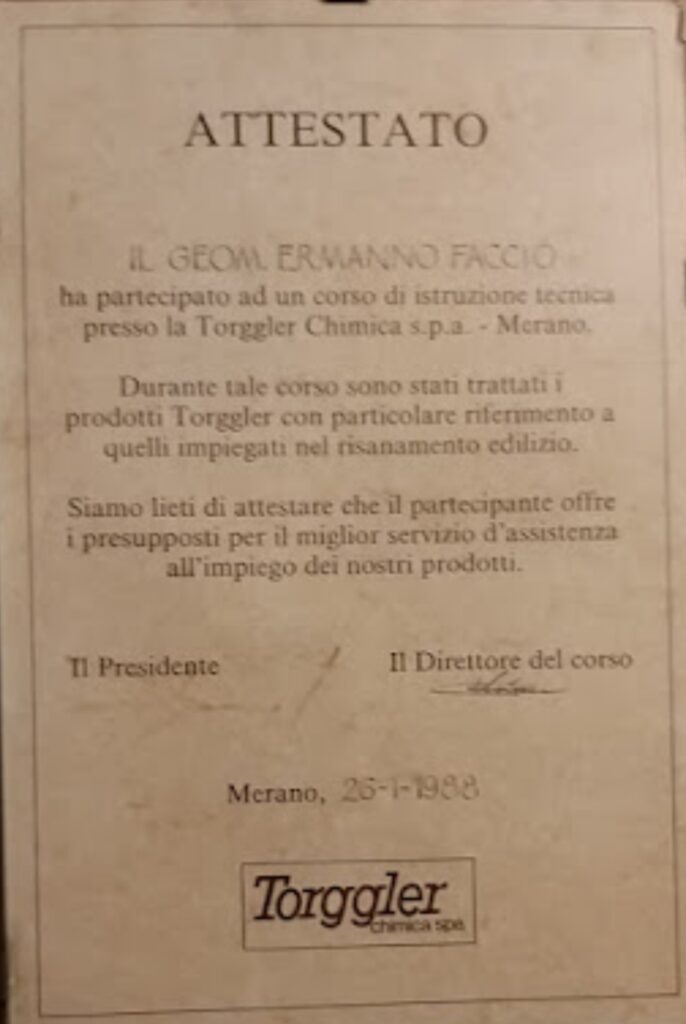 ATTESTATO
IL GEOM. ERMANNO FACCIO
ha partecipato ad un corso di istruzione tecnica
presso la Torggler Chimica s.p.a. - Merano.
Durante tale corso sono stati trattati i
prodotti Torggler con particolare riferimento a
quelli impiegati nel risanamento edilizio.
Siamo lieti di attestare che il partecipante offre
i presupposti per il miglior servizio d'assistenza
all'impiego dei nostri prodotti.
Il Presidente
Il Direttore del corso
Merano, 26-1-1988
Torggler
chimica spa